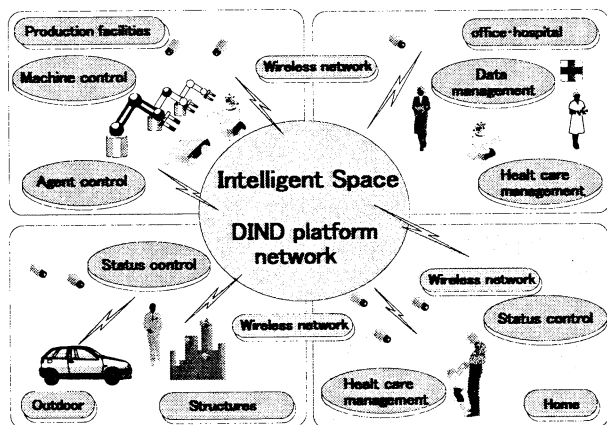 Production facilities
Machine control
Agent control
Wireless network
office·hospital
Data
management
Healt care
management
Intelligent Space
DIND platform
network
Status control
Wireless network
Outdoor
Structures
Wireless network
Status control
Healt care
management
Home